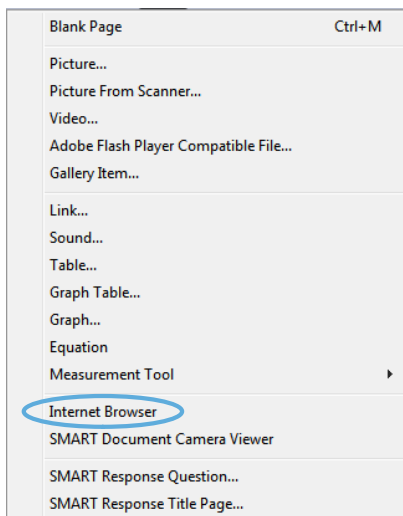 Blank Page Ctrl+M
Picture...
Picture From Scanner...
Video...
Adobe Flash Player Compatible File...
Gallery Item...
Link...
Sound...
Table...
Graph Table...
Graph...
Equation
Measurement Tool
Internet Browser
SMART Document Camera Viewer
SMART Response Question...
SMART Response Title Page...